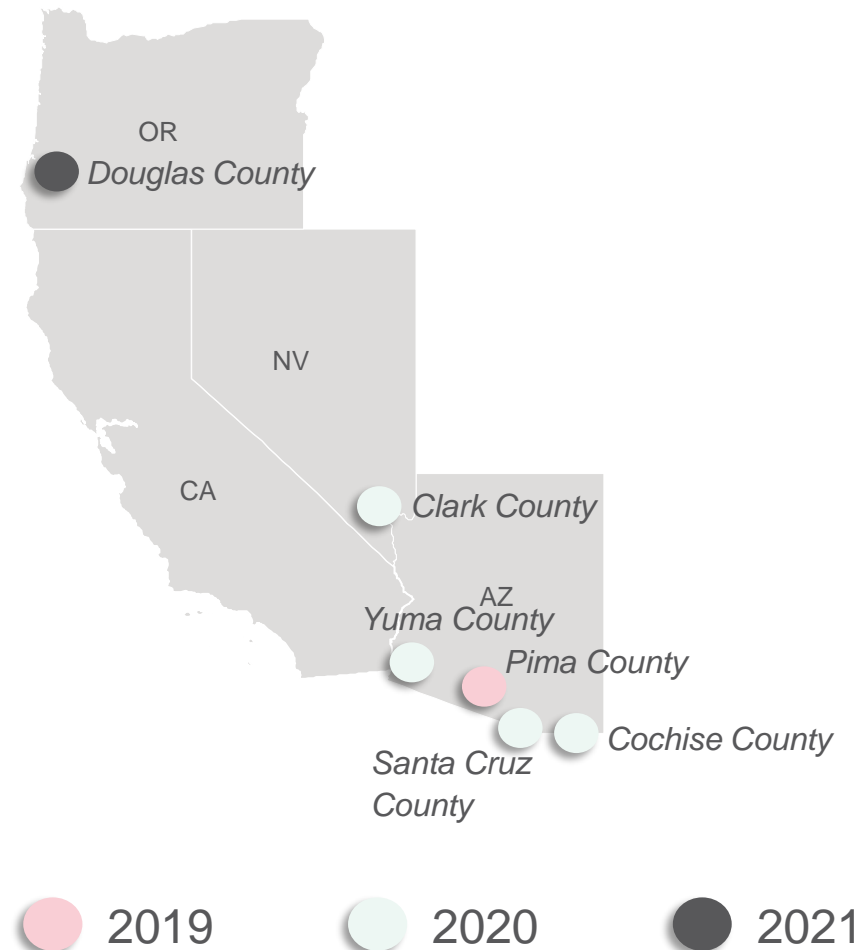 OR
Douglas County
NV
CA
Clark County
AZ
Yuma County
Pima County
Cochise County
Santa Cruz
County
2019
2020
2021